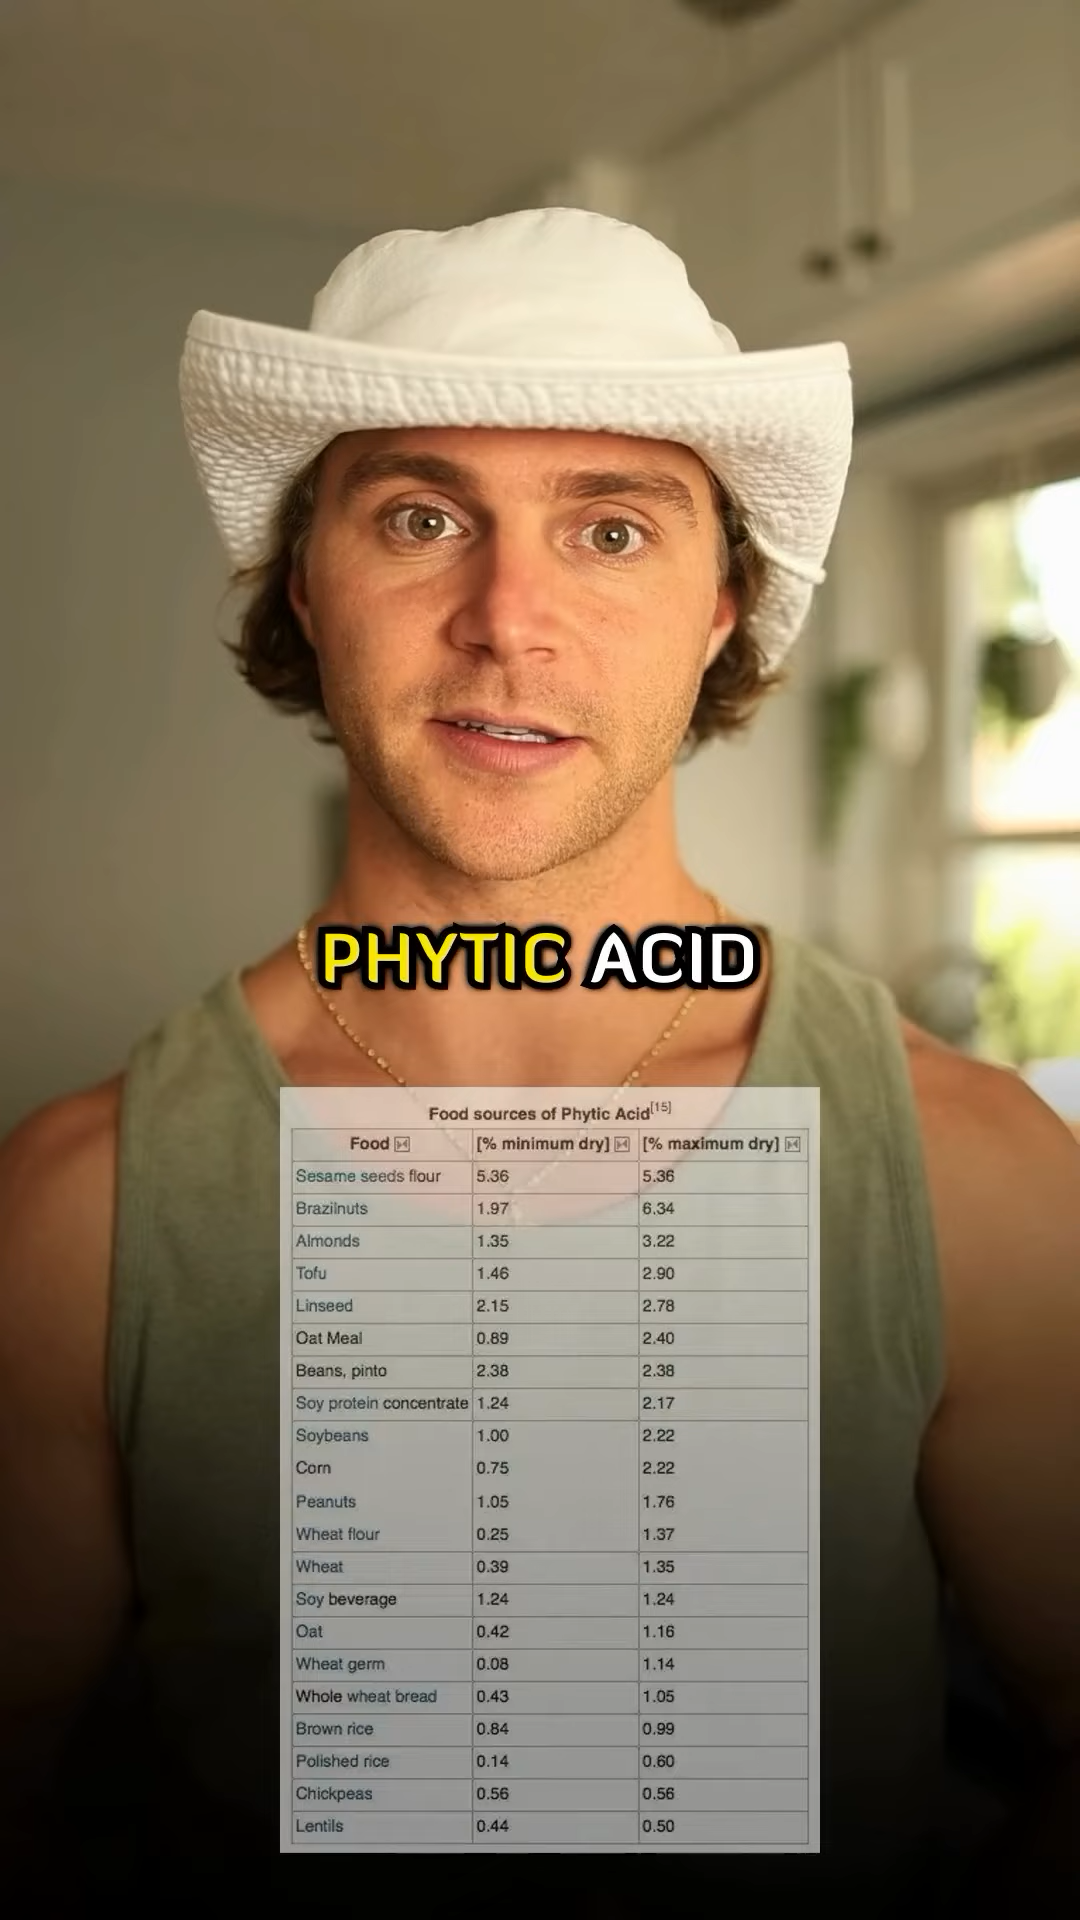 PHYTIC ACID
Food sources of Phytic Acid[15]
Food [% minimum dry] [% maximum dry]
Sesame seeds flour 5.36 5.36
Brazilnuts 1.97 6.34
Almonds 1.35 3.22
Tofu 1.46 2.90
Linseed 2.15 2.78
Oat Meal 0.89 2.40
Beans, pinto 2.38 2.38
Soy protein concentrate 1.24 2.17
Soybeans 1.00 2.22
Corn 0.75 2.22
Peanuts 1.05 1.76
Wheat flour 0.25 1.37
Wheat 0.39 1.35
Soy beverage 1.24 1.24
Oat 0.42 1.16
Wheat germ 0.08 1.14
Whole wheat bread 0.43 1.05
Brown rice 0.84 0.99
Polished rice 0.14 0.60
Chickpeas 0.56 0.56
Lentils 0.44 0.50